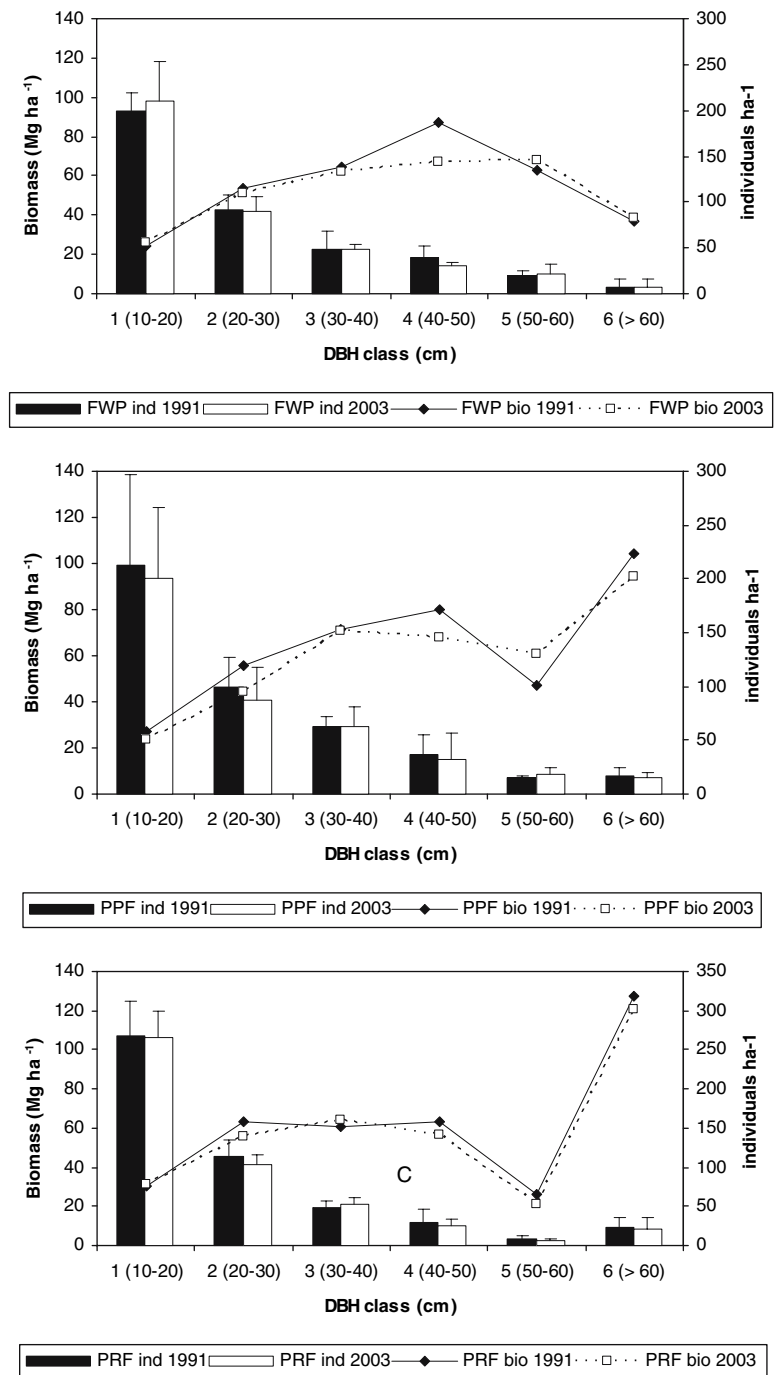 140
120
100
80
60
40
20
0
Biomass (Mg ha -1)
300
250
200
150
100
50
0
individuals ha-1
1 (10-20) 2 (20-30) 3 (30-40) 4 (40-50) 5 (50-60) 6 (> 60)
DBH class (cm)
FWP ind 1991 FWP ind 2003 FWP bio 1991 FWP bio 2003
140
120
100
80
60
40
20
0
Biomass (Mg ha -1)
300
250
200
150
100
50
0
individuals ha-1
1 (10-20) 2 (20-30) 3 (30-40) 4 (40-50) 5 (50-60) 6 (> 60)
DBH class (cm)
PPF ind 1991 PPF ind 2003 PPF bio 1991 PPF bio 2003
140
120
100
80
60
40
20
0
Biomass (Mg ha -1)
350
300
250
200
150
100
50
0
individuals ha-1
C
1 (10-20) 2 (20-30) 3 (30-40) 4 (40-50) 5 (50-60) 6 (> 60)
DBH class (cm)
PRF ind 1991 PRF ind 2003 PRF bio 1991 PRF bio 2003